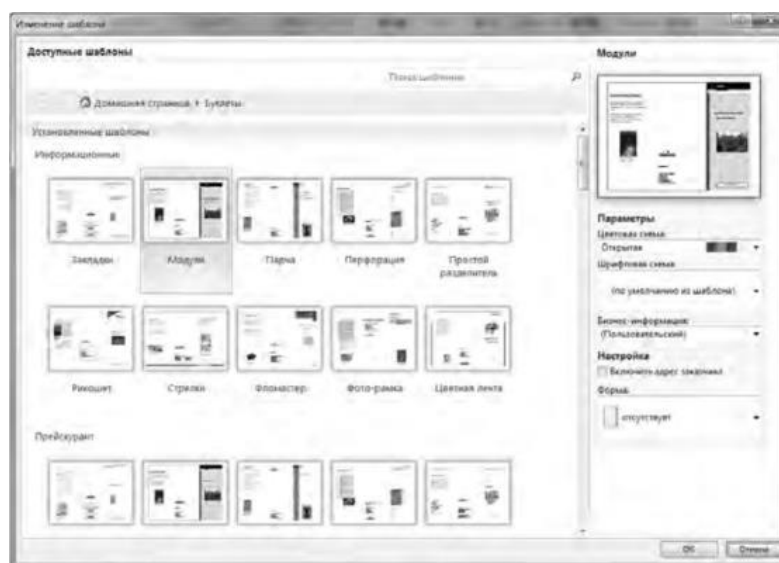 Изменение шаблона
Доступные шаблоны
Поиск шаблонов
Домашняя страница
Буклеты
Установленные шаблоны
Информационные
Закладки
Модули
Парча
Перфорация
Простой
разделитель
Рикошет
Стрелки
Фломастер
Фото-рамка
Цветная лента
Прейскурант
Модули
Параметры
Цветовая схема:
Открытая
Шрифтовая схема:
(по умолчанию из шаблона)
Бизнес-информация:
(Пользовательский)
Настройка
Включить адрес заказчика
Форма:
отсутствует
ОК
Отмена